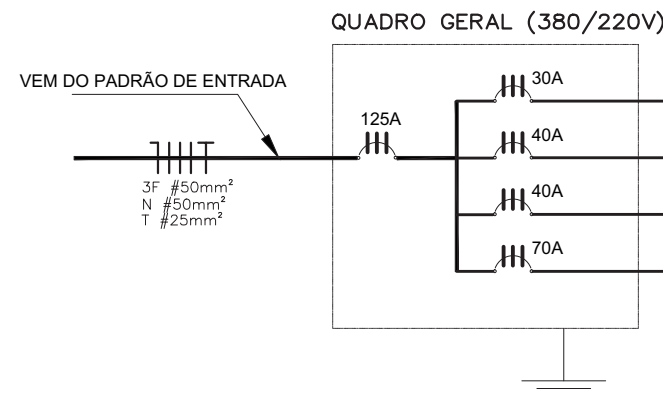 QUADRO GERAL (380/220V)
VEM DO PADRÃO DE ENTRADA
125A
30A
40A
40A
70A
3F #50mm²
N #50mm²
T #25mm²